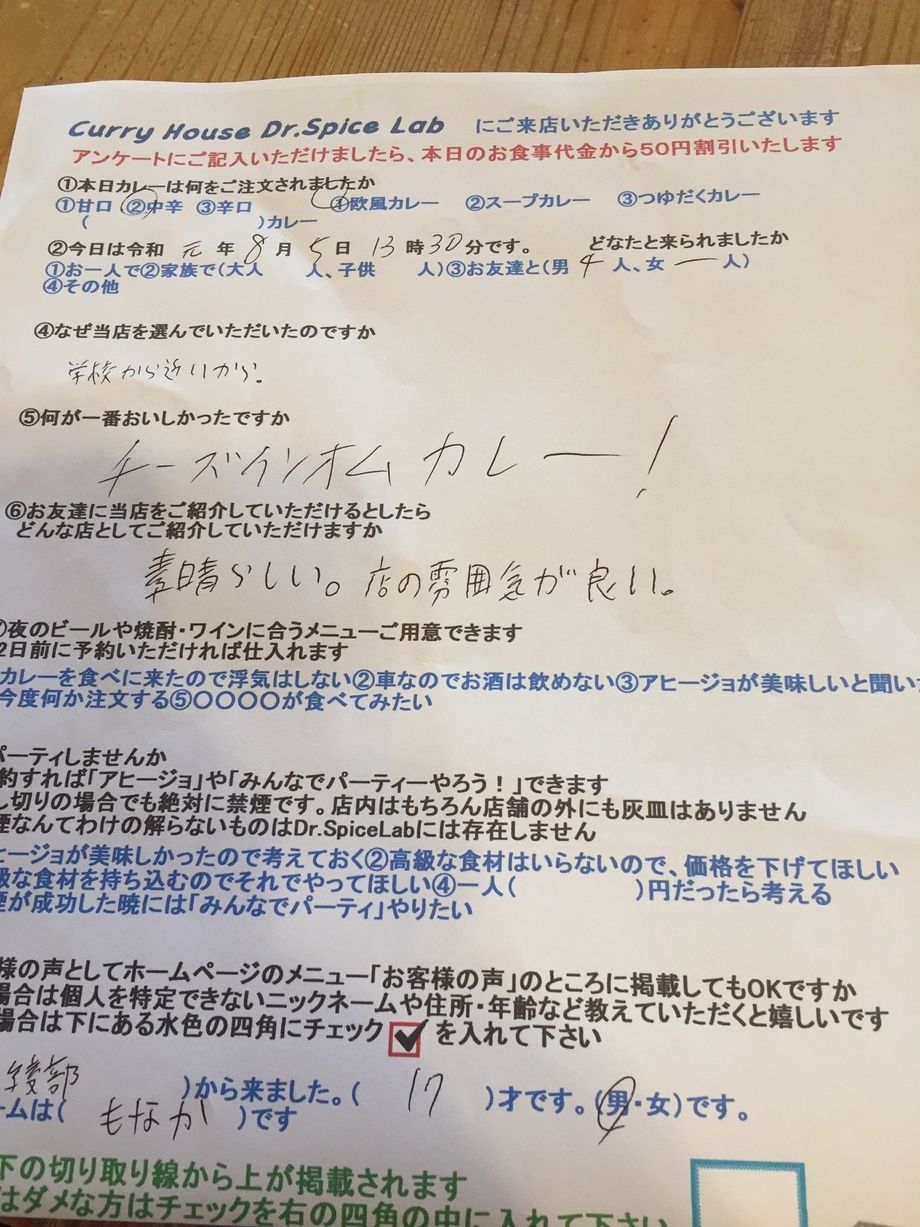 Curry House Dr.Spice Lab にご来店いただきありがとうございます
アンケートにご記入いただけましたら、本日のお食事代金から50円割引いたします
①本日カレーは何をご注文されましたか
①甘口 ②中辛 ③辛口 ①欧風カレー ②スープカレー ③つゆだくカレー
( )カレー
②今日は令和 元 年 8 月 5 日 13 時 30 分です。 どなたと来られましたか
①お一人で②家族で(大人 人、子供 人)③お友達と(男 4 人、女 ー 人)
④その他
④なぜ当店を選んでいただいたのですか
学校から近いから。
⑤何が一番おいしかったですか
チーズインオムカレー!
⑥お友達に当店をご紹介していただけるとしたら
どんな店としてご紹介していただけますか
素晴らしい。店の雰囲気が良い。
夜のビールや焼酎・ワインに合うメニューご用意できます
2日前に予約いただければ仕入れます
カレーを食べに来たので浮気はしない②車なのでお酒は飲めない③アヒージョが美味しいと聞いた
今度何か注文する⑤〇〇〇〇が食べてみたい
パーティしませんか
約すれば「アヒージョ」や「みんなでパーティーやろう!」できます
し切りの場合でも絶対に禁煙です。店内はもちろん店舗の外にも灰皿はありません
煙なんてわけの解らないものはDr.SpiceLabには存在しません
ヒージョが美味しかったので考えておく②高級な食材はいらないので、価格を下げてほしい
級な食材を持ち込むのでそれでやってほしい④一人( )円だったら考える
煙が成功した暁には「みんなでパーティ」やりたい
様の声としてホームページのメニュー「お客様の声」のところに掲載してもOKですか
場合は個人を特定できないニックネームや住所・年齢など教えていただくと嬉しいです
場合は下にある水色の四角にチェック を入れて下さい
綾部 )から来ました。( 17 )才です。(男・女)です。
ームは( もなか )です
下の切り取り線から上が掲載されます
はダメな方はチェックを右の四角の中に入れて下さい